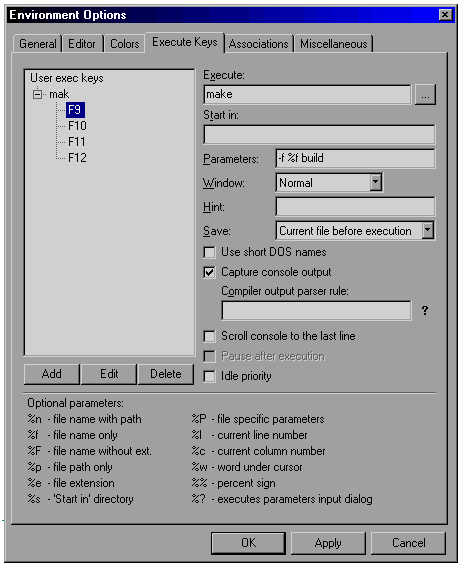 Environment Options
General Editor Colors Execute Keys Associations Miscellaneous
User exec keys
mak
F9
F10
F11
F12
Add Edit Delete
Execute:
make ...
Start in:
Parameters: -f %f build
Window: Normal
Hint:
Save: Current file before execution
Use short DOS names
Capture console output
Compiler output parser rule:
?
Scroll console to the last line
Pause after execution
Idle priority
Optional parameters:
%n - file name with path
%f - file name only
%F - file name without ext.
%p - file path only
%e - file extension
%s - 'Start in' directory
%P - file specific parameters
%l - current line number
%c - current column number
%w - word under cursor
%% - percent sign
%? - executes parameters input dialog
OK Apply Cancel